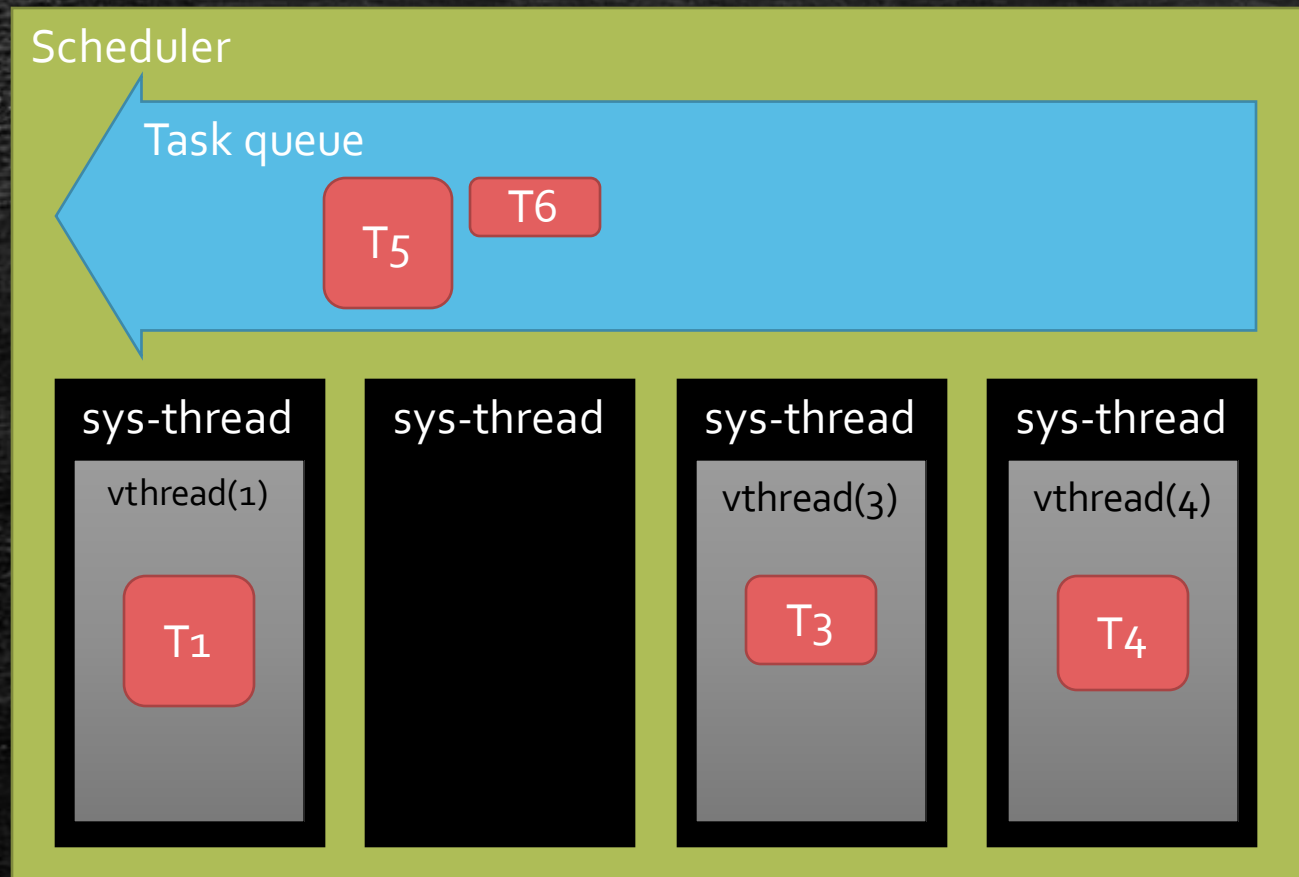 Scheduler
Task queue
T5
T6
sys-thread
sys-thread
sys-thread
sys-thread
vthread(1)
vthread(3)
vthread(4)
T1
T3
T4